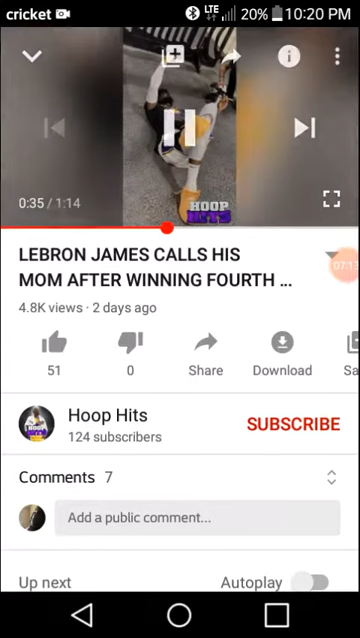 cricket LTE 20% 10:20 PM
HOOP
HITS
0:35 / 1:14
LEBRON JAMES CALLS HIS
MOM AFTER WINNING FOURTH ...
4.8K views · 2 days ago
51 0 Share Download Sa
Hoop Hits
124 subscribers
SUBSCRIBE
Comments 7
Add a public comment...
Up next Autoplay